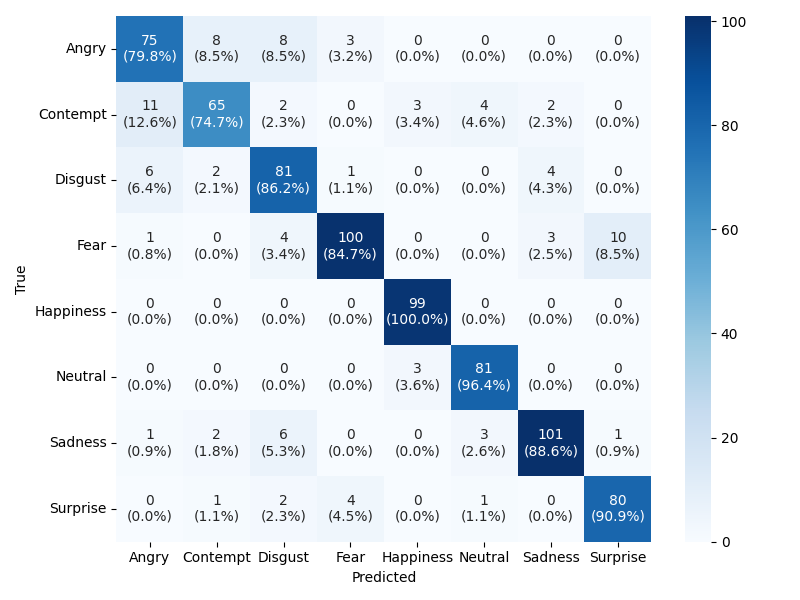 Angry 75 8 8 3 0 0 0 0
(79.8%) (8.5%) (8.5%) (3.2%) (0.0%) (0.0%) (0.0%) (0.0%)
Contempt 11 65 2 0 3 4 2 0
(12.6%) (74.7%) (2.3%) (0.0%) (3.4%) (4.6%) (2.3%) (0.0%)
Disgust 6 2 81 1 0 0 4 0
(6.4%) (2.1%) (86.2%) (1.1%) (0.0%) (0.0%) (4.3%) (0.0%)
Fear 1 0 4 100 0 0 3 10
(0.8%) (0.0%) (3.4%) (84.7%) (0.0%) (0.0%) (2.5%) (8.5%)
Happiness 0 0 0 0 99 0 0 0
(0.0%) (0.0%) (0.0%) (0.0%) (100.0%) (0.0%) (0.0%) (0.0%)
Neutral 0 0 0 0 3 81 0 0
(0.0%) (0.0%) (0.0%) (0.0%) (3.6%) (96.4%) (0.0%) (0.0%)
Sadness 1 2 6 0 0 3 101 1
(0.9%) (1.8%) (5.3%) (0.0%) (0.0%) (2.6%) (88.6%) (0.9%)
Surprise 0 1 2 4 0 1 0 80
(0.0%) (1.1%) (2.3%) (4.5%) (0.0%) (1.1%) (0.0%) (90.9%)
Angry Contempt Disgust Fear Happiness Neutral Sadness Surprise
Predicted
True
100
80
60
40
20
0